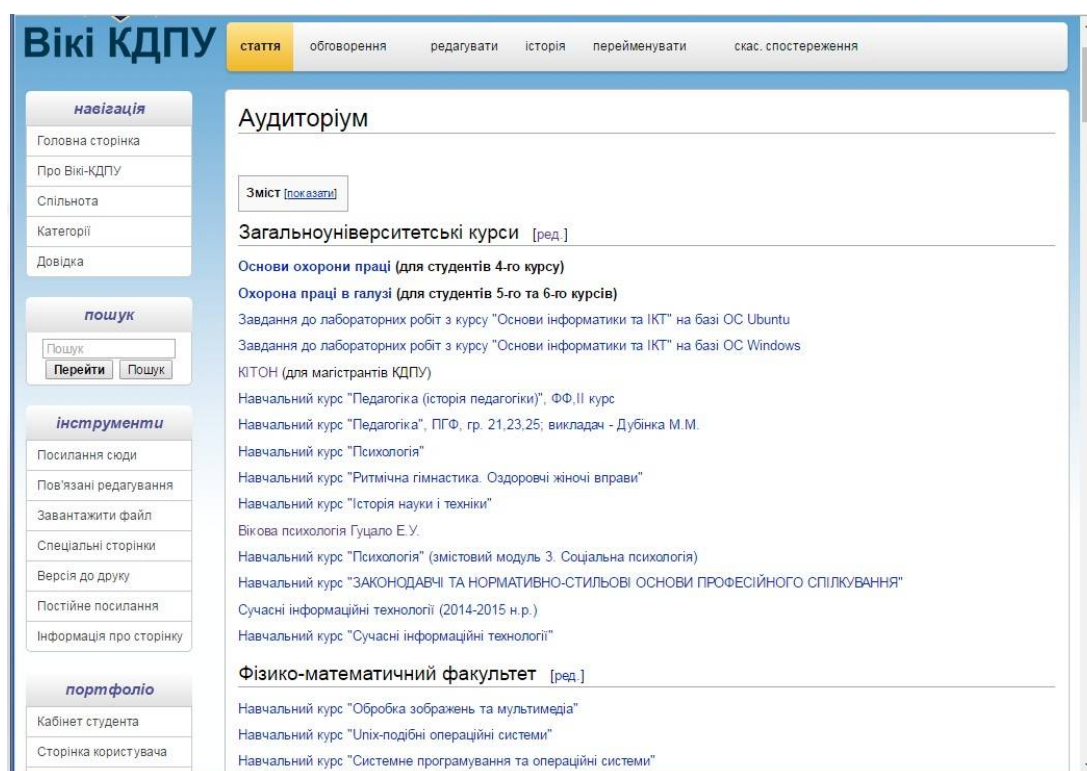 Вікі КДПУ
стаття обговорення редагувати історія перейменувати скас. спостереження
навігація
Головна сторінка
Про Вікі-КДПУ
Спільнота
Категорії
Довідка
пошук
Пошук
Перейти Пошук
інструменти
Посилання сюди
Пов'язані редагування
Завантажити файл
Спеціальні сторінки
Версія до друку
Постійне посилання
Інформація про сторінку
портфоліо
Кабінет студента
Сторінка користувача
Аудиторіум
Зміст [показати]
Загальноуніверситетські курси [ред.]
Основи охорони праці (для студентів 4-го курсу)
Охорона праці в галузі (для студентів 5-го та 6-го курсів)
Завдання до лабораторних робіт з курсу "Основи інформатики та ІКТ" на базі ОС Ubuntu
Завдання до лабораторних робіт з курсу "Основи інформатики та ІКТ" на базі ОС Windows
КІТОН (для магістрантів КДПУ)
Навчальний курс "Педагогіка (історія педагогіки)", ФФ,ІІ курс
Навчальний курс "Педагогіка", ПГФ, гр. 21,23,25; викладач - Дубінка М.М.
Навчальний курс "Психологія"
Навчальний курс "Ритмічна гімнастика. Оздоровчі жіночі вправи"
Навчальний курс "Історія науки і техніки"
Вікова психологія Гуцало Е.У.
Навчальний курс "Психологія" (змістовий модуль 3. Соціальна психологія)
Навчальний курс "ЗАКОНОДАВЧІ ТА НОРМАТИВНО-СТИЛЬОВІ ОСНОВИ ПРОФЕСІЙНОГО СПІЛКУВАННЯ"
Сучасні інформаційні технології (2014-2015 н.р.)
Навчальний курс "Сучасні інформаційні технології"
Фізико-математичний факультет [ред.]
Навчальний курс "Обробка зображень та мультимедіа"
Навчальний курс "Unix-подібні операційні системи"
Навчальний курс "Системне програмування та операційні системи"